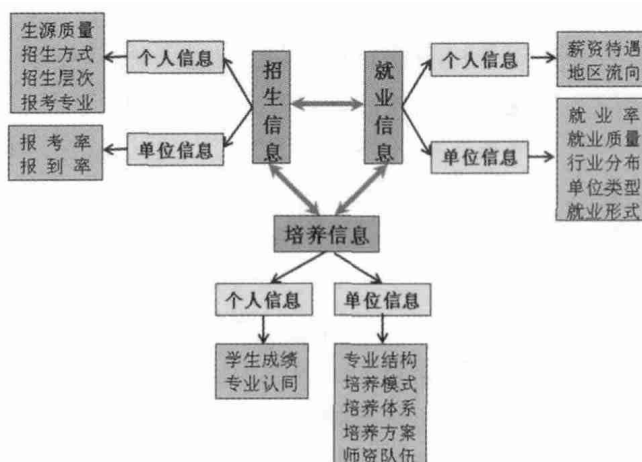 生源质量
招生方式
招生层次
报考专业
个人信息
报考率
报到率
单位信息
招生信息
就业信息
个人信息
薪资待遇
地区流向
单位信息
就业率
就业质量
行业分布
单位类型
就业形式
培养信息
个人信息
学生成绩
专业认同
单位信息
专业结构
培养模式
培养体系
培养方案
师资队伍